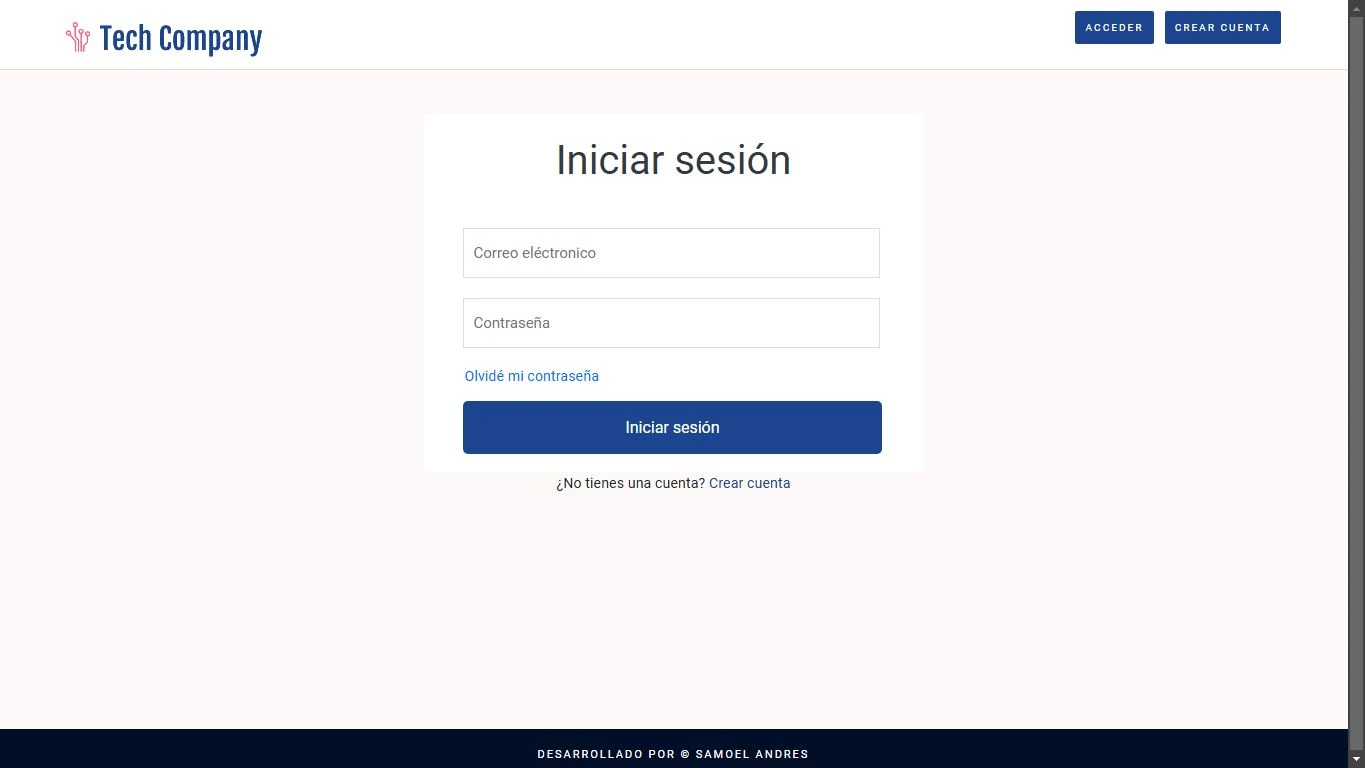 Tech Company
ACCEDER
CREAR CUENTA
Iniciar sesión
Correo eléctronico
Contraseña
Olvidé mi contraseña
Iniciar sesión
¿No tienes una cuenta? Crear cuenta
DESARROLLADO POR © SAMOEL ANDRES